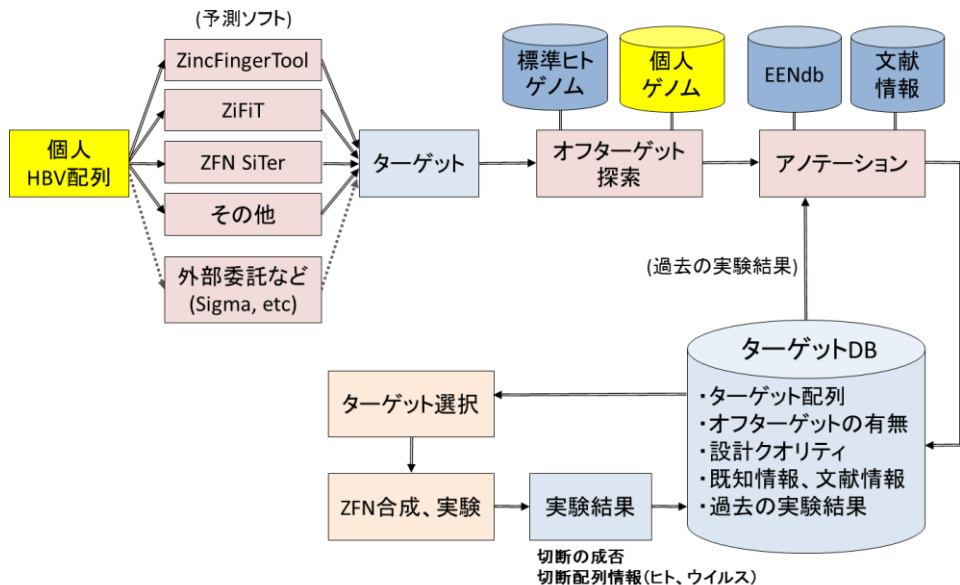 (予測ソフト)
ZincFingerTool
ZiFiT
ZFN SiTer
その他
外部委託など
(Sigma, etc)
個人
HBV配列
ターゲット
標準ヒト
ゲノム
個人
ゲノム
オフターゲット
探索
EENdb
文献
情報
アノテーション
(過去の実験結果)
ターゲットDB
・ターゲット配列
・オフターゲットの有無
・設計クオリティ
・既知情報、文献情報
・過去の実験結果
ターゲット選択
ZFN合成、実験
実験結果
切断の成否
切断配列情報(ヒト、ウイルス)